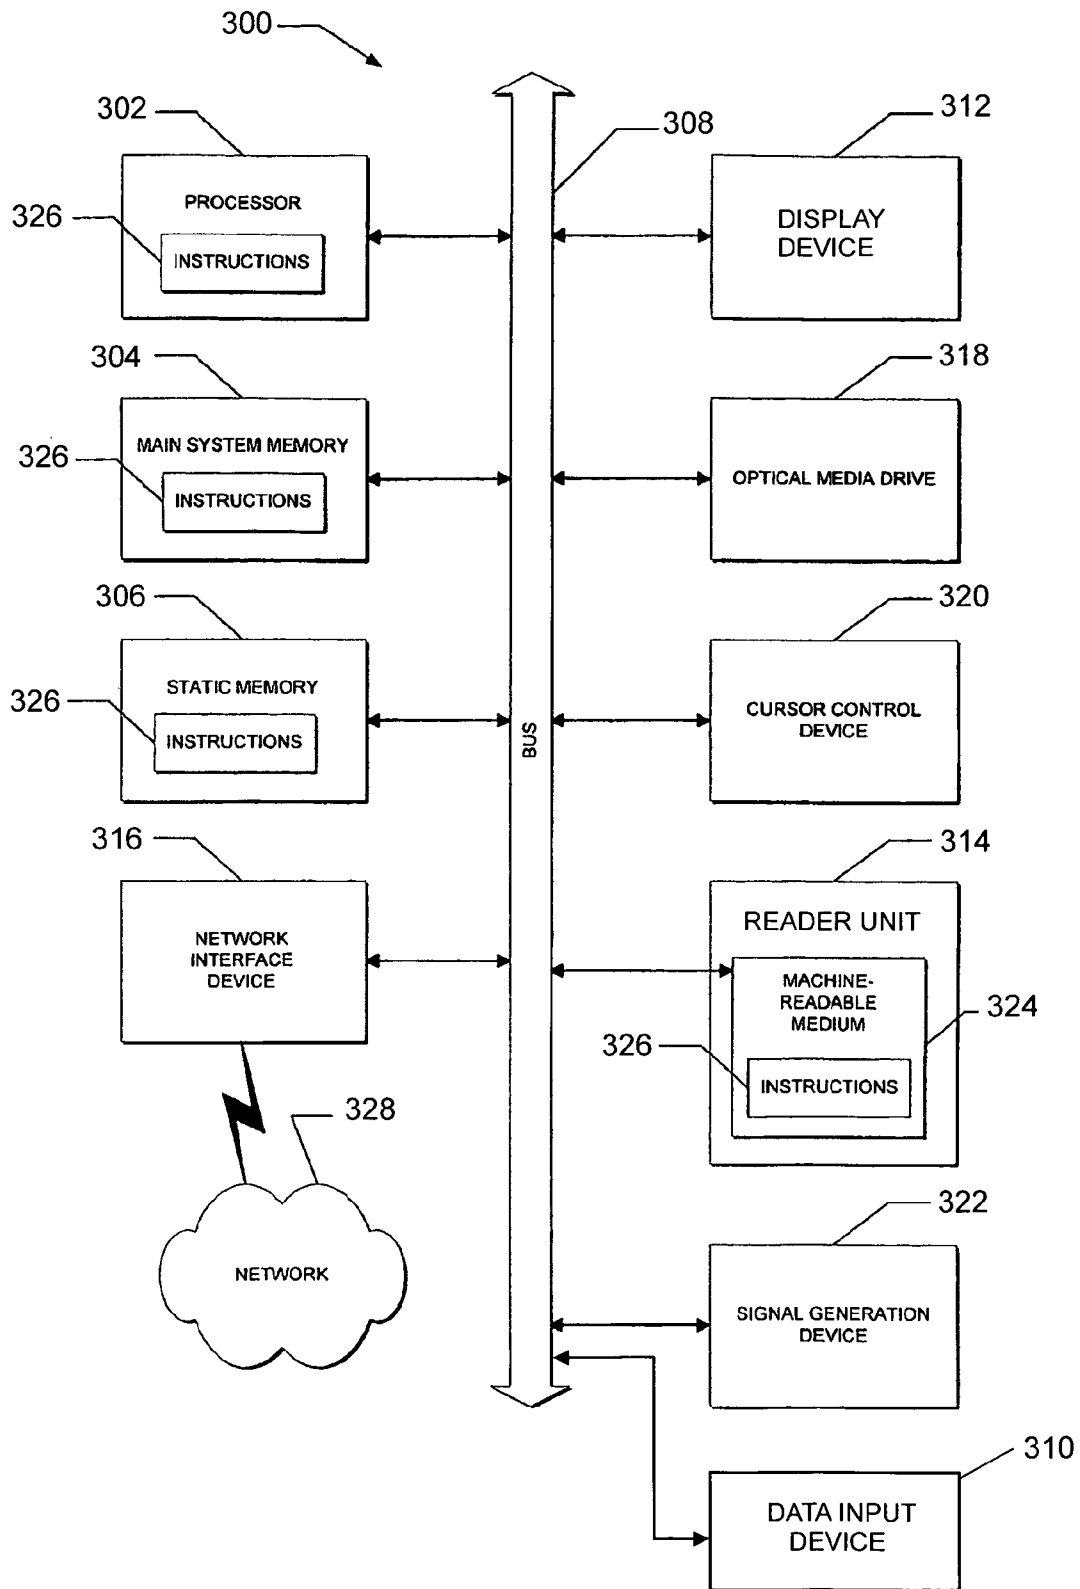 300
302
308
312
PROCESSOR
326
INSTRUCTIONS
DISPLAY
DEVICE
304
318
MAIN SYSTEM MEMORY
326
INSTRUCTIONS
OPTICAL MEDIA DRIVE
306
320
STATIC MEMORY
326
INSTRUCTIONS
BUS
CURSOR CONTROL
DEVICE
316
314
NETWORK
INTERFACE
DEVICE
READER UNIT
MACHINE-
READABLE
MEDIUM
324
326
INSTRUCTIONS
328
NETWORK
322
SIGNAL GENERATION
DEVICE
310
DATA INPUT
DEVICE